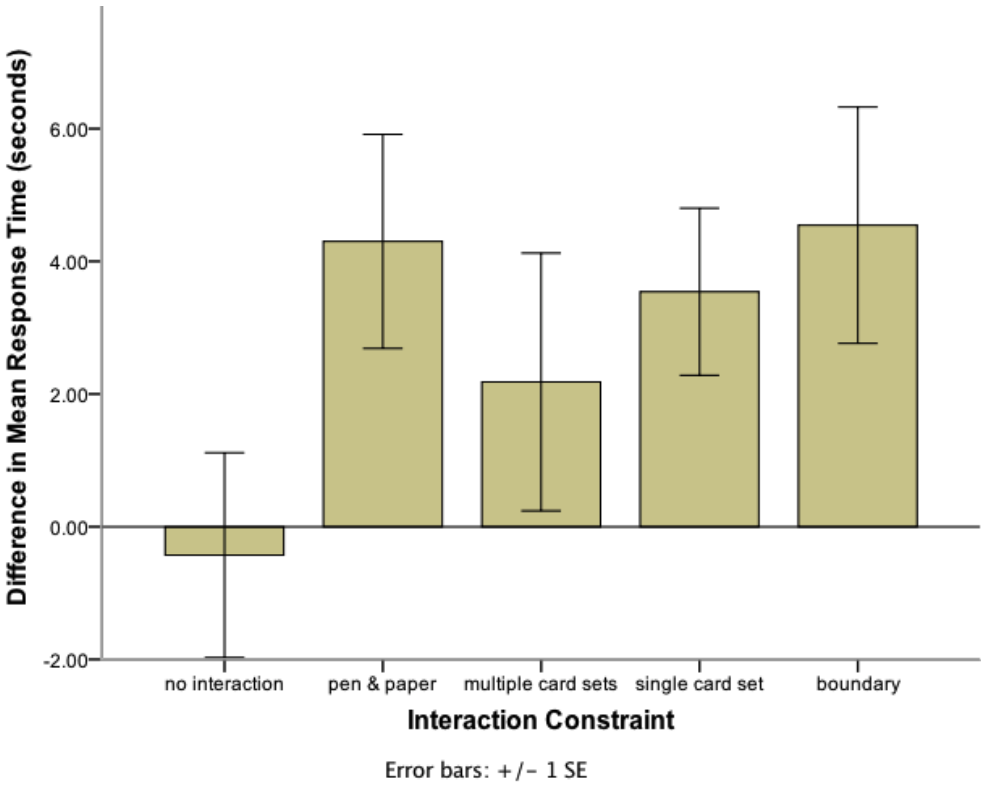 Difference in Mean Response Time (seconds)
6.00
4.00
2.00
0.00
-2.00
no interaction
pen & paper
multiple card sets
single card set
boundary
Interaction Constraint
Error bars: +/- 1 SE